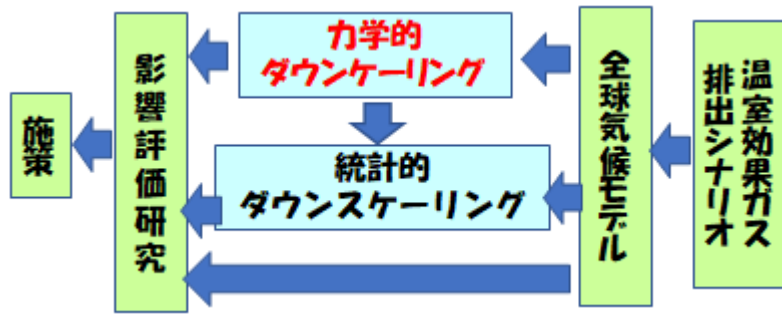 力学的
ダウンケーリング
統計的
ダウンスケーリング
施策
影響評価研究
全球気候モデル
温室効果ガス
排出シナリオ